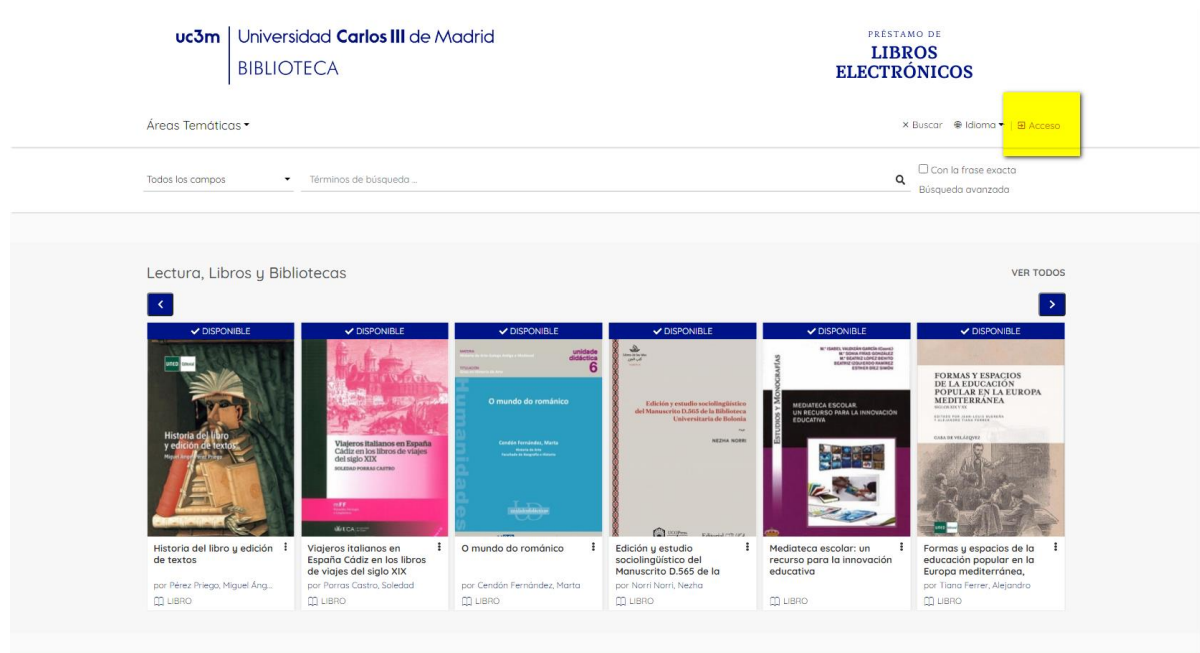 uc3m Universidad Carlos III de Madrid
BIBLIOTECA
PRÉSTAMO DE
LIBROS
ELECTRÓNICOS
Áreas Temáticas
× Buscar Idioma | Acceso
Todos los campos
Términos de búsqueda ...
Con la frase exacta
Búsqueda avanzada
Lectura, Libros y Bibliotecas
VER TODOS
DISPONIBLE
UNED
Historia del libro
y edición de textos
Miguel Ángel Pérez Priego
Historia del libro y edición
de textos
por Pérez Priego, Miguel Áng...
LIBRO
DISPONIBLE
Viajeros italianos en España
Cádiz en los libros de viajes
del siglo XIX
SOLEDAD PORRAS CASTRO
Viajeros italianos en
España Cádiz en los libros
de viajes del siglo XIX
por Porras Castro, Soledad
LIBRO
DISPONIBLE
unidade
didáctica
6
Humanidades
O mundo do románico
Cendón Fernández, Marta
O mundo do románico
por Cendón Fernández, Marta
LIBRO
DISPONIBLE
Edición y estudio sociolingüístico
del Manuscrito D.565 de la Biblioteca
Universitaria de Bolonia
NEZHA NORRI
Edición y estudio
sociolingüístico del
Manuscrito D.565 de la
por Norri Norri, Nezha
LIBRO
DISPONIBLE
ESTUDIOS Y MONOGRAFÍAS
MEDIATECA ESCOLAR.
UN RECURSO PARA LA INNOVACIÓN
EDUCATIVA
Mediateca escolar: un
recurso para la innovación
educativa
LIBRO
DISPONIBLE
FORMAS Y ESPACIOS
DE LA EDUCACIÓN
POPULAR EN LA EUROPA
MEDITERRÁNEA
CASA DE VELÁZQUEZ
Formas y espacios de la
educación popular en la
Europa mediterránea,
por Tiana Ferrer, Alejandro
LIBRO